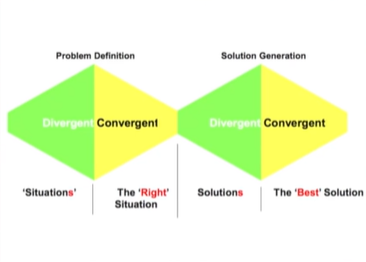 Problem Definition
Solution Generation
Divergent Convergent
Divergent Convergent
'Situations'
The 'Right'
Situation
Solutions
The 'Best' Solution